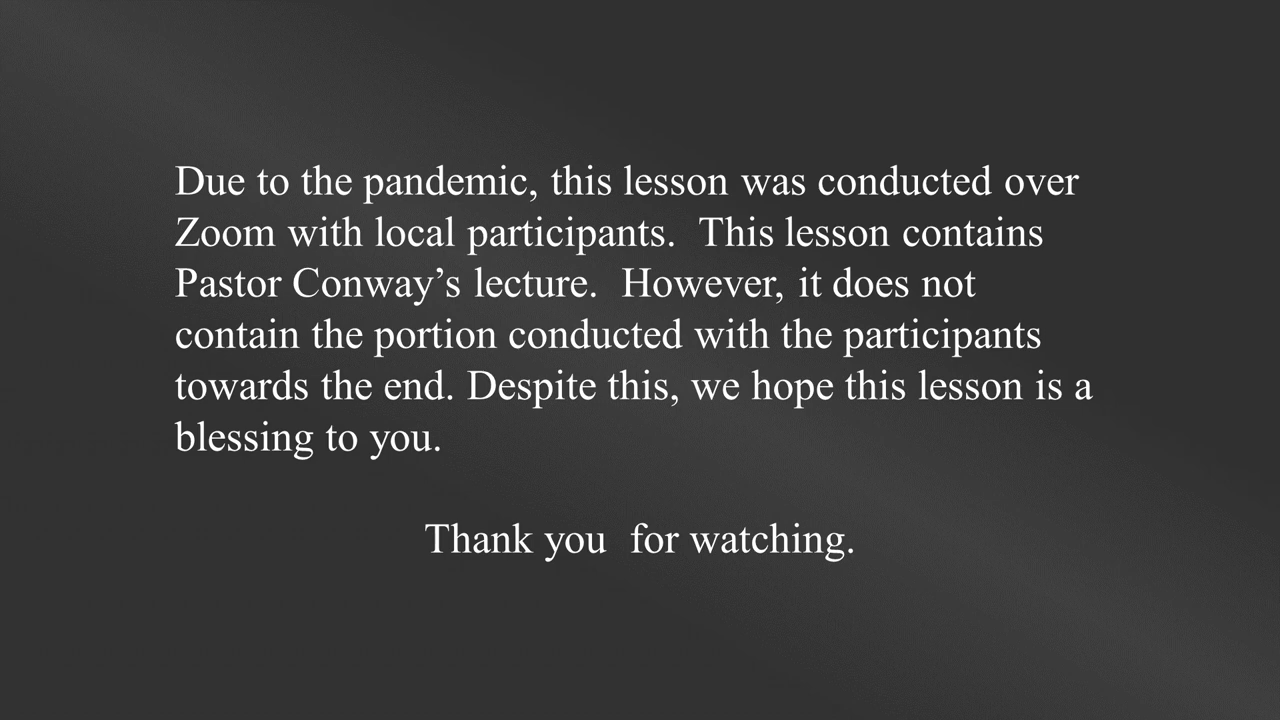 Due to the pandemic, this lesson was conducted over
Zoom with local participants.  This lesson contains
Pastor Conway’s lecture.  However, it does not
contain the portion conducted with the participants
towards the end. Despite this, we hope this lesson is a
blessing to you.
Thank you  for watching.